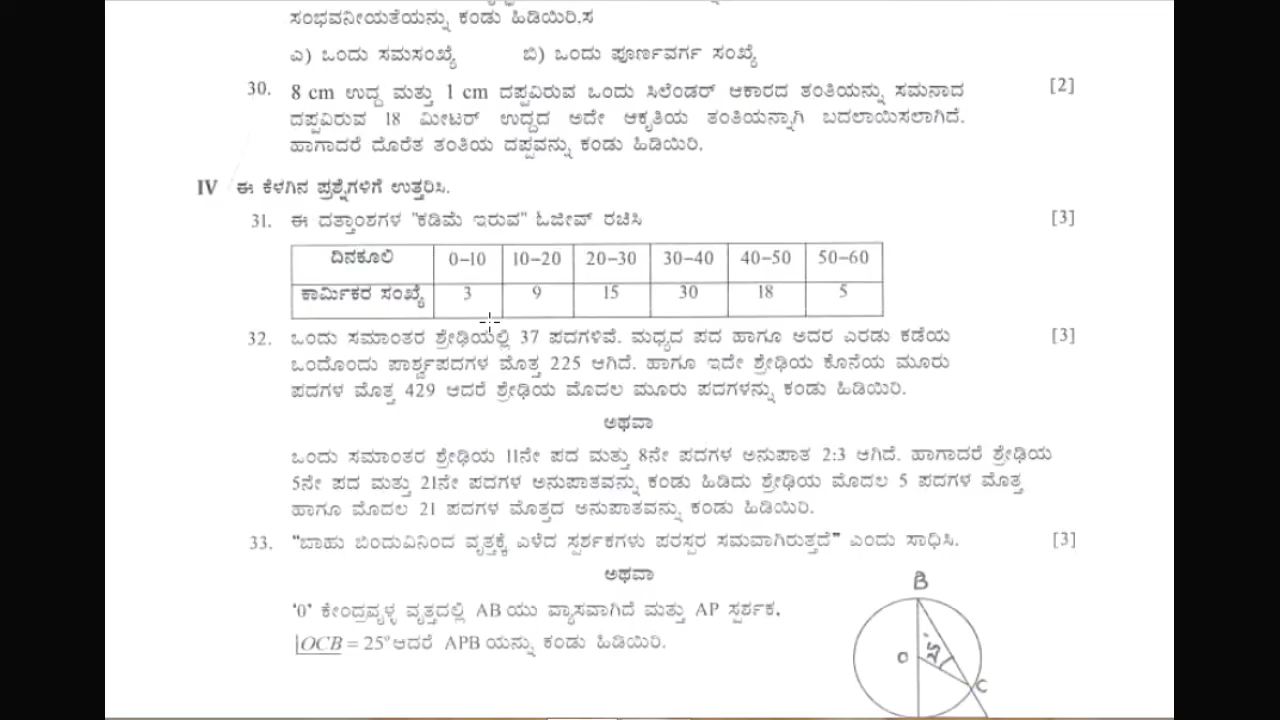 ಸಂಭವನೀಯತೆಯನ್ನು ಕಂಡು ಹಿಡಿಯಿರಿ.ಸ
ಎ) ಒಂದು ಸಮಸಂಖ್ಯೆ ಬಿ) ಒಂದು ಪೂರ್ಣವರ್ಗ ಸಂಖ್ಯೆ
30. 8 cm ಉದ್ದ ಮತ್ತು 1 cm ದಪ್ಪವಿರುವ ಒಂದು ಸಿಲೆಂಡರ್ ಆಕಾರದ ತಂತಿಯನ್ನು ಸಮನಾದ [2]
ದಪ್ಪವಿರುವ 18 ಮೀಟರ್ ಉದ್ದದ ಅದೇ ಆಕೃತಿಯ ತಂತಿಯನ್ನಾಗಿ ಬದಲಾಯಿಸಲಾಗಿದೆ.
ಹಾಗಾದರೆ ದೊರೆತ ತಂತಿಯ ದಪ್ಪವನ್ನು ಕಂಡು ಹಿಡಿಯಿರಿ.
IV ಈ ಕೆಳಗಿನ ಪ್ರಶ್ನೆಗಳಿಗೆ ಉತ್ತರಿಸಿ.
31. ಈ ದತ್ತಾಂಶಗಳ "ಕಡಿಮೆ ಇರುವ" ಓಜೀವ್ ರಚಿಸಿ [3]
ದಿನಕೂಲಿ 0–10 10–20 20–30 30–40 40–50 50–60
ಕಾರ್ಮಿಕರ ಸಂಖ್ಯೆ 3 9 15 30 18 5
32. ಒಂದು ಸಮಾಂತರ ಶ್ರೇಢಿಯಲ್ಲಿ 37 ಪದಗಳಿವೆ. ಮಧ್ಯದ ಪದ ಹಾಗೂ ಅದರ ಎರಡು ಕಡೆಯ [3]
ಒಂದೊಂದು ಪಾರ್ಶ್ವಪದಗಳ ಮೊತ್ತ 225 ಆಗಿದೆ. ಹಾಗೂ ಇದೇ ಶ್ರೇಢಿಯ ಕೊನೆಯ ಮೂರು
ಪದಗಳ ಮೊತ್ತ 429 ಆದರೆ ಶ್ರೇಢಿಯ ಮೊದಲ ಮೂರು ಪದಗಳನ್ನು ಕಂಡು ಹಿಡಿಯಿರಿ.
ಅಥವಾ
ಒಂದು ಸಮಾಂತರ ಶ್ರೇಢಿಯ 11ನೇ ಪದ ಮತ್ತು 8ನೇ ಪದಗಳ ಅನುಪಾತ 2:3 ಆಗಿದೆ. ಹಾಗಾದರೆ ಶ್ರೇಢಿಯ
5ನೇ ಪದ ಮತ್ತು 21ನೇ ಪದಗಳ ಅನುಪಾತವನ್ನು ಕಂಡು ಹಿಡಿದು ಶ್ರೇಢಿಯ ಮೊದಲ 5 ಪದಗಳ ಮೊತ್ತ
ಹಾಗೂ ಮೊದಲ 21 ಪದಗಳ ಮೊತ್ತದ ಅನುಪಾತವನ್ನು ಕಂಡು ಹಿಡಿಯಿರಿ.
33. "ಬಾಹು ಬಿಂದುವಿನಿಂದ ವೃತ್ತಕ್ಕೆ ಎಳೆದ ಸ್ಪರ್ಶಕಗಳು ಪರಸ್ಪರ ಸಮವಾಗಿರುತ್ತದೆ" ಎಂದು ಸಾಧಿಸಿ. [3]
ಅಥವಾ
'0' ಕೇಂದ್ರವುಳ್ಳ ವೃತ್ತದಲ್ಲಿ AB ಯು ವ್ಯಾಸವಾಗಿದೆ ಮತ್ತು AP ಸ್ಪರ್ಶಕ,
OCB = 25° ಆದರೆ APB ಯನ್ನು ಕಂಡು ಹಿಡಿಯಿರಿ.
B
O 25°
C